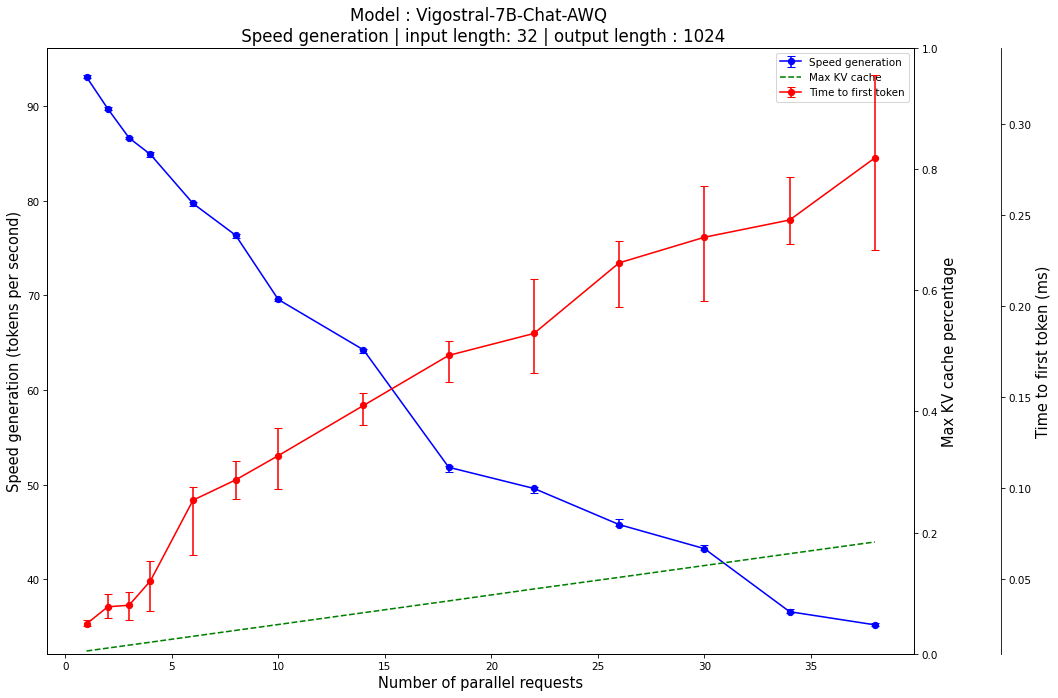 Model : Vigostral-7B-Chat-AWQ
Speed generation | input length: 32 | output length : 1024
Speed generation
Max KV cache
Time to first token
Speed generation (tokens per second)
90
80
70
60
50
40
1.0
0.8
0.6
0.4
0.2
0.0
Max KV cache percentage
0.30
0.25
0.20
0.15
0.10
0.05
Time to first token (ms)
0 5 10 15 20 25 30 35
Number of parallel requests